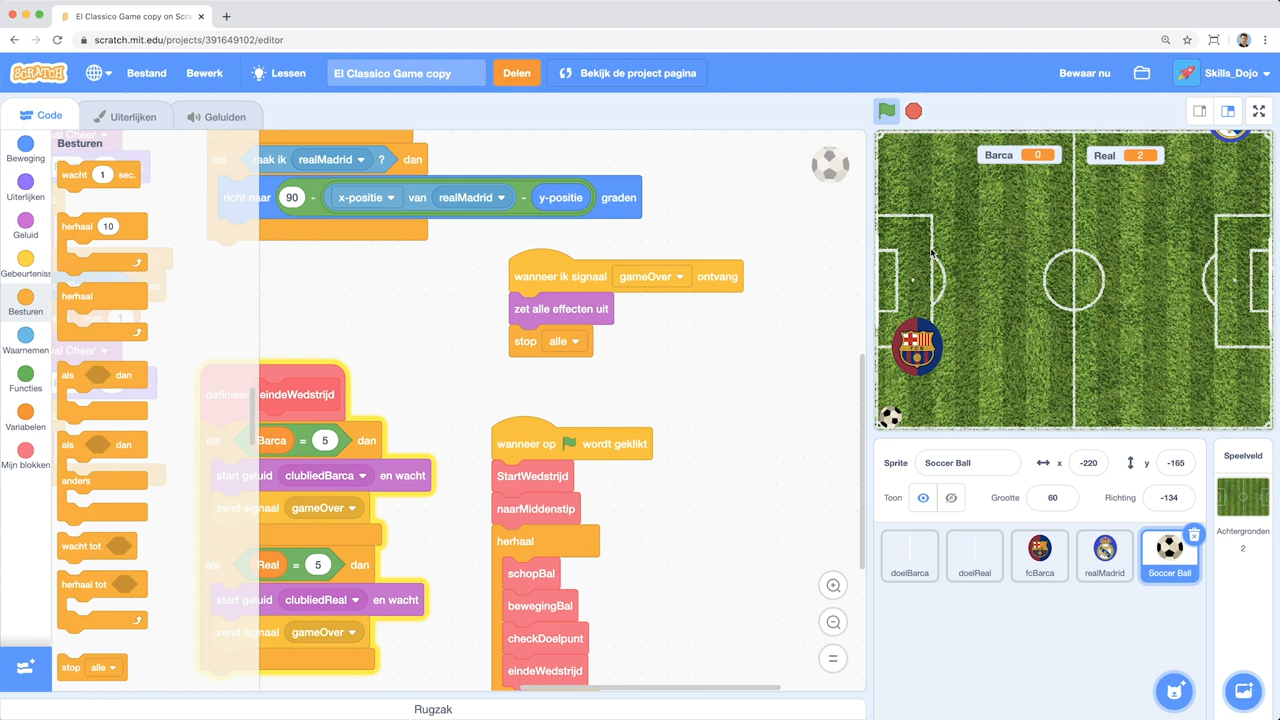 El Classico Game copy on Scra
scratch.mit.edu/projects/391649102/editor
SCRATCH
Bestand
Bewerk
Lessen
El Classico Game copy
Delen
Bekijk de project pagina
Bewaar nu
Skills_Dojo
Code
Uiterlijken
Geluiden
Beweging
Uiterlijken
Geluid
Gebeurteniss
Besturen
Waarnemen
Functies
Variabelen
Mijn blokken
al Cheer
Besturen
wacht 1 sec.
herhaal 10
herhaal
al Cheer
als dan
als dan
anders
wacht tot
herhaal tot
stop alle
als raak ik realMadrid ? dan
richt naar 90 - x-positie van realMadrid - y-positie graden
wanneer ik signaal gameOver ontvang
zet alle effecten uit
stop alle
definieer eindeWedstrijd
als Barca = 5 dan
start geluid clubliedBarca en wacht
zend signaal gameOver
als Real = 5 dan
start geluid clubliedReal en wacht
zend signaal gameOver
wanneer op wordt geklikt
StartWedstrijd
naarMiddenstip
herhaal
schopBal
bewegingBal
checkDoelpunt
eindeWedstrijd
Rugzak
Barca 0
Real 2
Sprite Soccer Ball x -220 y -165
Toon Grootte 60 Richting -134
doelBarca
doelReal
fcBarca
realMadrid
Soccer Ball
Speelveld
Achtergronden
2